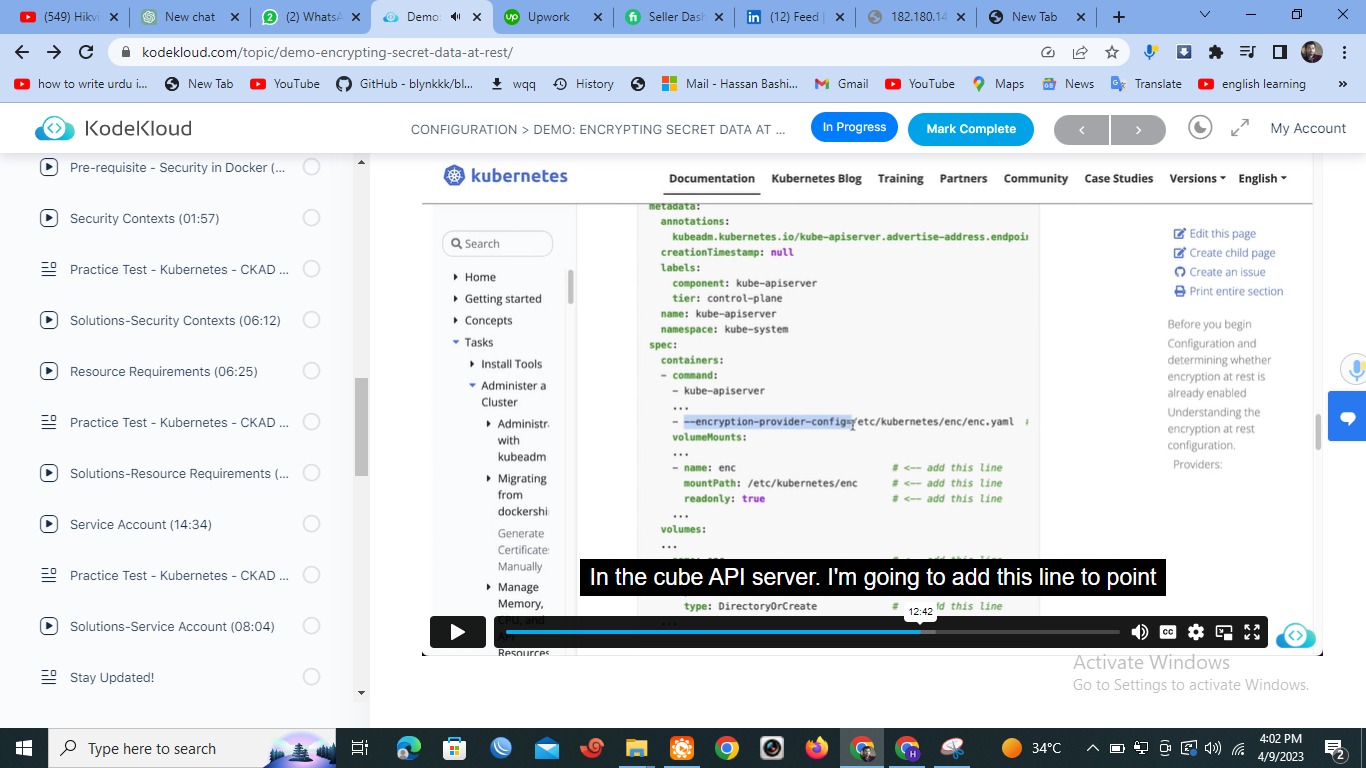 (549) Hikvi
New chat
(2) WhatsA
Demo:
Upwork
Seller Dash
(12) Feed |
182.180.14
New Tab
kodekloud.com/topic/demo-encrypting-secret-data-at-rest/
how to write urdu i...
New Tab
YouTube
GitHub - blynkkk/bl...
wqq
History
Mail - Hassan Bashi...
Gmail
YouTube
Maps
News
Translate
english learning
»
KodeKloud
CONFIGURATION > DEMO: ENCRYPTING SECRET DATA AT ...
In Progress
Mark Complete
My Account
Pre-requisite - Security in Docker (...
Security Contexts (01:57)
Practice Test - Kubernetes - CKAD ...
Solutions-Security Contexts (06:12)
Resource Requirements (06:25)
Practice Test - Kubernetes - CKAD ...
Solutions-Resource Requirements (...
Service Account (14:34)
Practice Test - Kubernetes - CKAD ...
Solutions-Service Account (08:04)
Stay Updated!
kubernetes
Documentation
Kubernetes Blog
Training
Partners
Community
Case Studies
Versions
English
Search
Home
Getting started
Concepts
Tasks
Install Tools
Administer a
Cluster
Administr
with
kubeadm
Migrating
from
dockershi
Generate
Certificate
Manually
Manage
Memory,
CPU, and
API
Resources
metadata:
annotations:
kubeadm.kubernetes.io/kube-apiserver.advertise-address.endpoin
creationTimestamp: null
labels:
component: kube-apiserver
tier: control-plane
name: kube-apiserver
namespace: kube-system
spec:
containers:
- command:
- kube-apiserver
...
- --encryption-provider-config=/etc/kubernetes/enc/enc.yaml #
volumeMounts:
...
- name: enc # <-- add this line
mountPath: /etc/kubernetes/enc # <-- add this line
readonly: true # <-- add this line
...
volumes:
...
# <-- add this line
type: DirectoryOrCreate # this line
...
Edit this page
Create child page
Create an issue
Print entire section
Before you begin
Configuration and
determining whether
encryption at rest is
already enabled
Understanding the
encryption at rest
configuration.
Providers:
In the cube API server. I'm going to add this line to point
12:42
CC
Activate Windows
Go to Settings to activate Windows.
Type here to search
34°C
4:02 PM
4/9/2023
2